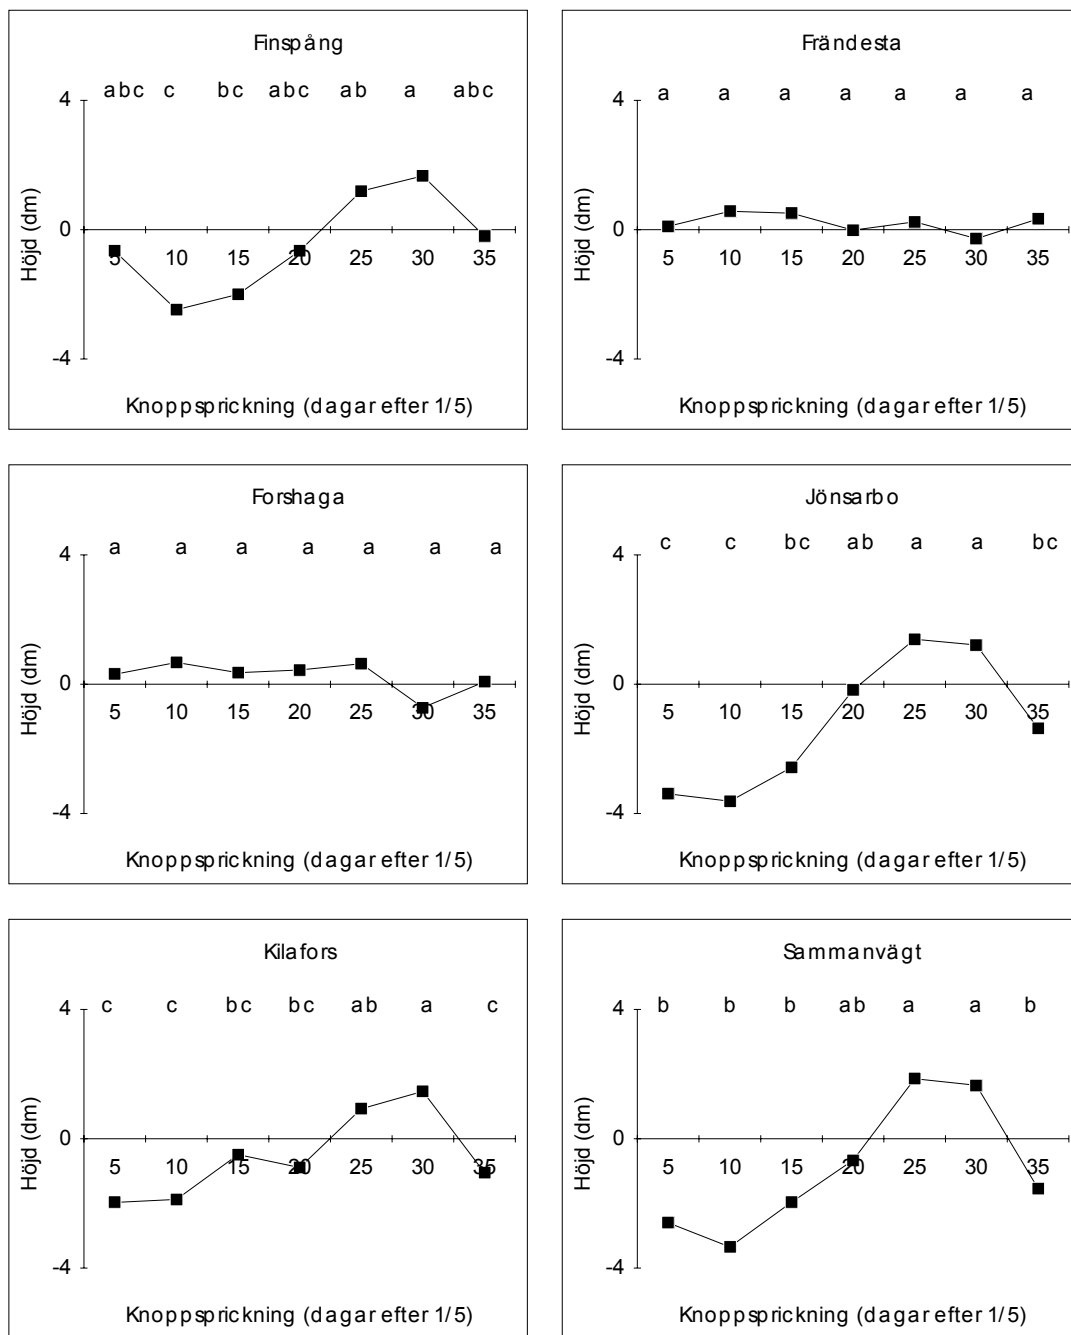 Finspång
abc c bc abc ab a abc
4
0
-4
Höjd (dm)
5 10 15 20 25 30 35
Knoppsprickning (dagar efter 1/5)
Frändesta
a a a a a a a
4
0
-4
Höjd (dm)
5 10 15 20 25 30 35
Knoppsprickning (dagar efter 1/5)
Forshaga
a a a a a a a
4
0
-4
Höjd (dm)
5 10 15 20 25 30 35
Knoppsprickning (dagar efter 1/5)
Jönsarbo
c c bc ab a a bc
4
0
-4
Höjd (dm)
5 10 15 20 25 30 35
Knoppsprickning (dagar efter 1/5)
Kilafors
c c bc bc ab a c
4
0
-4
Höjd (dm)
5 10 15 20 25 30 35
Knoppsprickning (dagar efter 1/5)
Sammanvägt
b b b ab a a b
4
0
-4
Höjd (dm)
5 10 15 20 25 30 35
Knoppsprickning (dagar efter 1/5)